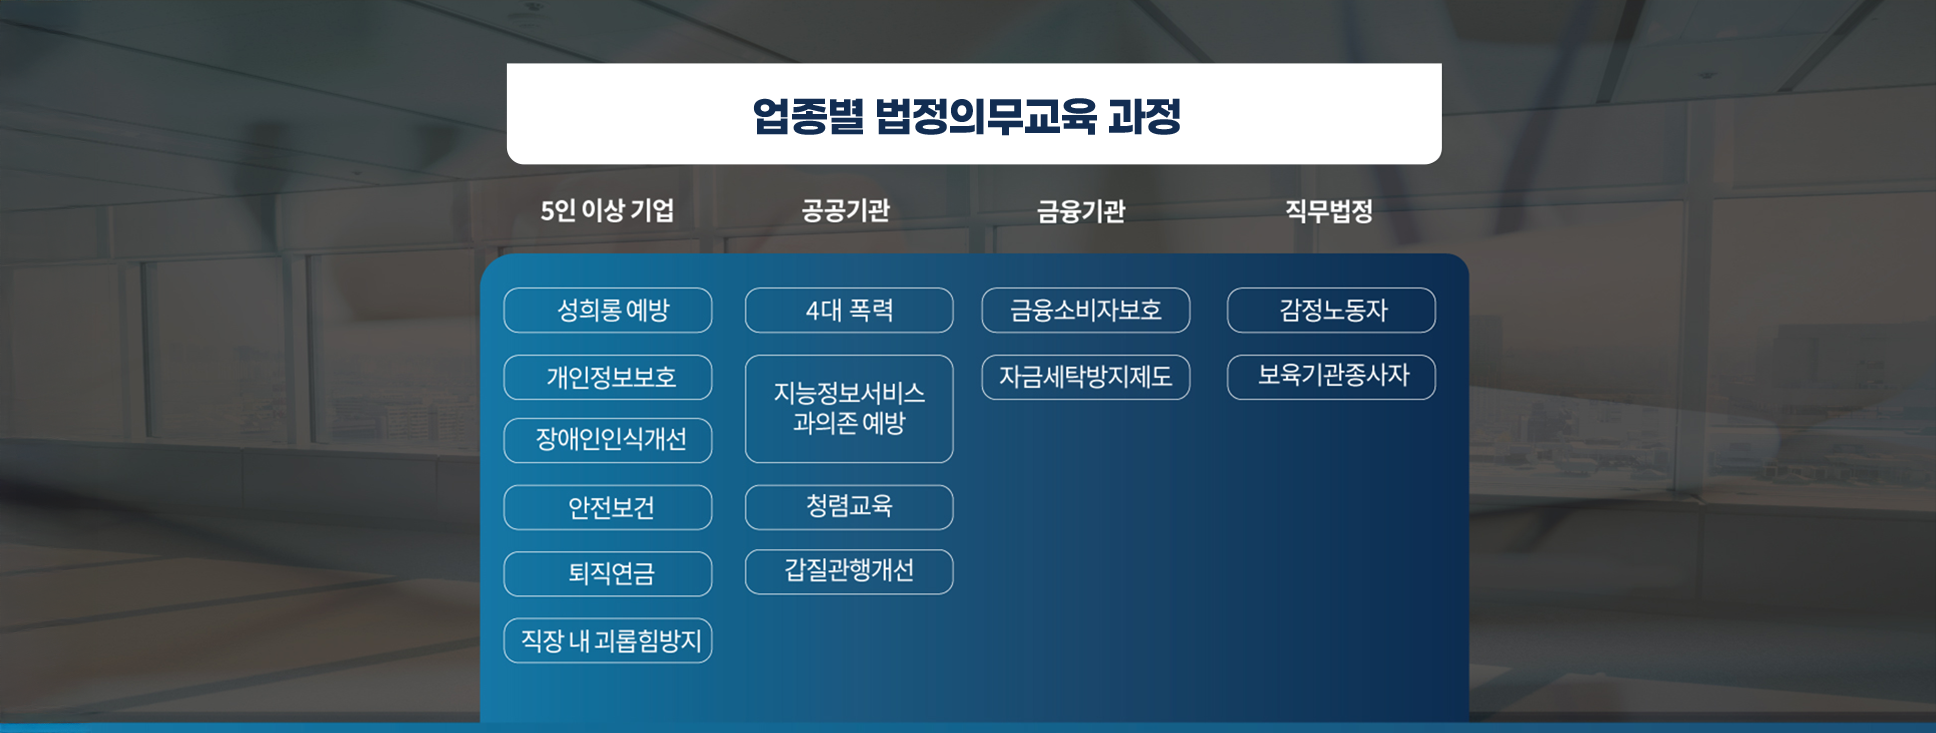 업종별 법정의무교육 과정
5인 이상 기업
공공기관
금융기관
직무법정
성희롱 예방
개인정보보호
장애인인식개선
안전보건
퇴직연금
직장 내 괴롭힘방지
4대 폭력
지능정보서비스
과의존 예방
청렴교육
갑질관행개선
금융소비자보호
자금세탁방지제도
감정노동자
보육기관종사자